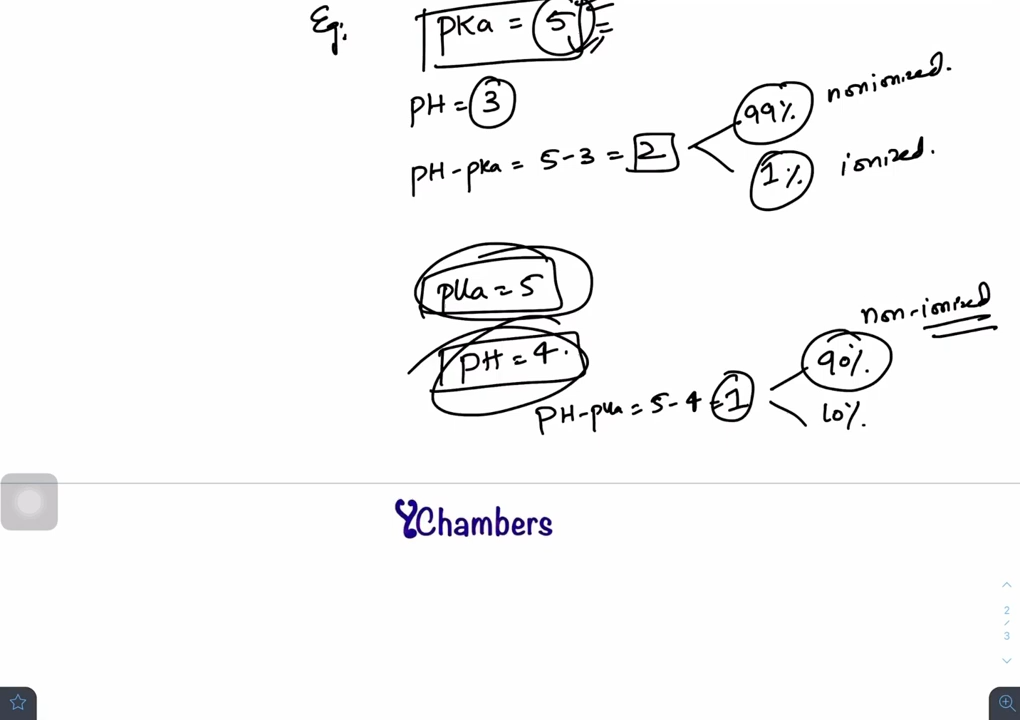 Eg:
pKa = 5
pH = 3
pH-pKa = 5-3 = 2
99% nonionized.
1% ionized.
pKa = 5
pH = 4.
non-ionized
90%
pH-pKa = 5-4 = 1
10%.
Chambers
2
/
3